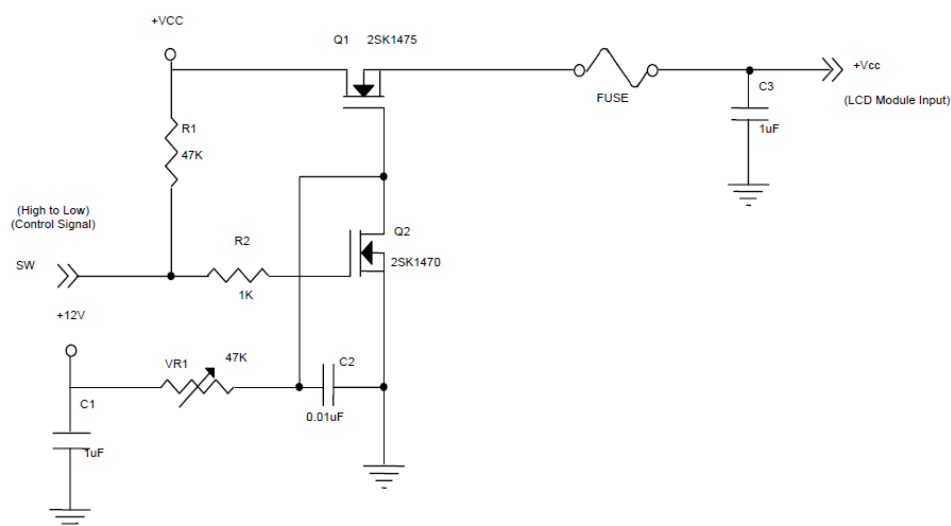 +VCC
Q1 2SK1475
FUSE
C3
1uF
+Vcc
(LCD Module Input)
R1
47K
(High to Low)
(Control Signal)
SW
R2
1K
Q2
2SK1470
+12V
VR1
47K
C2
0.01uF
C1
1uF